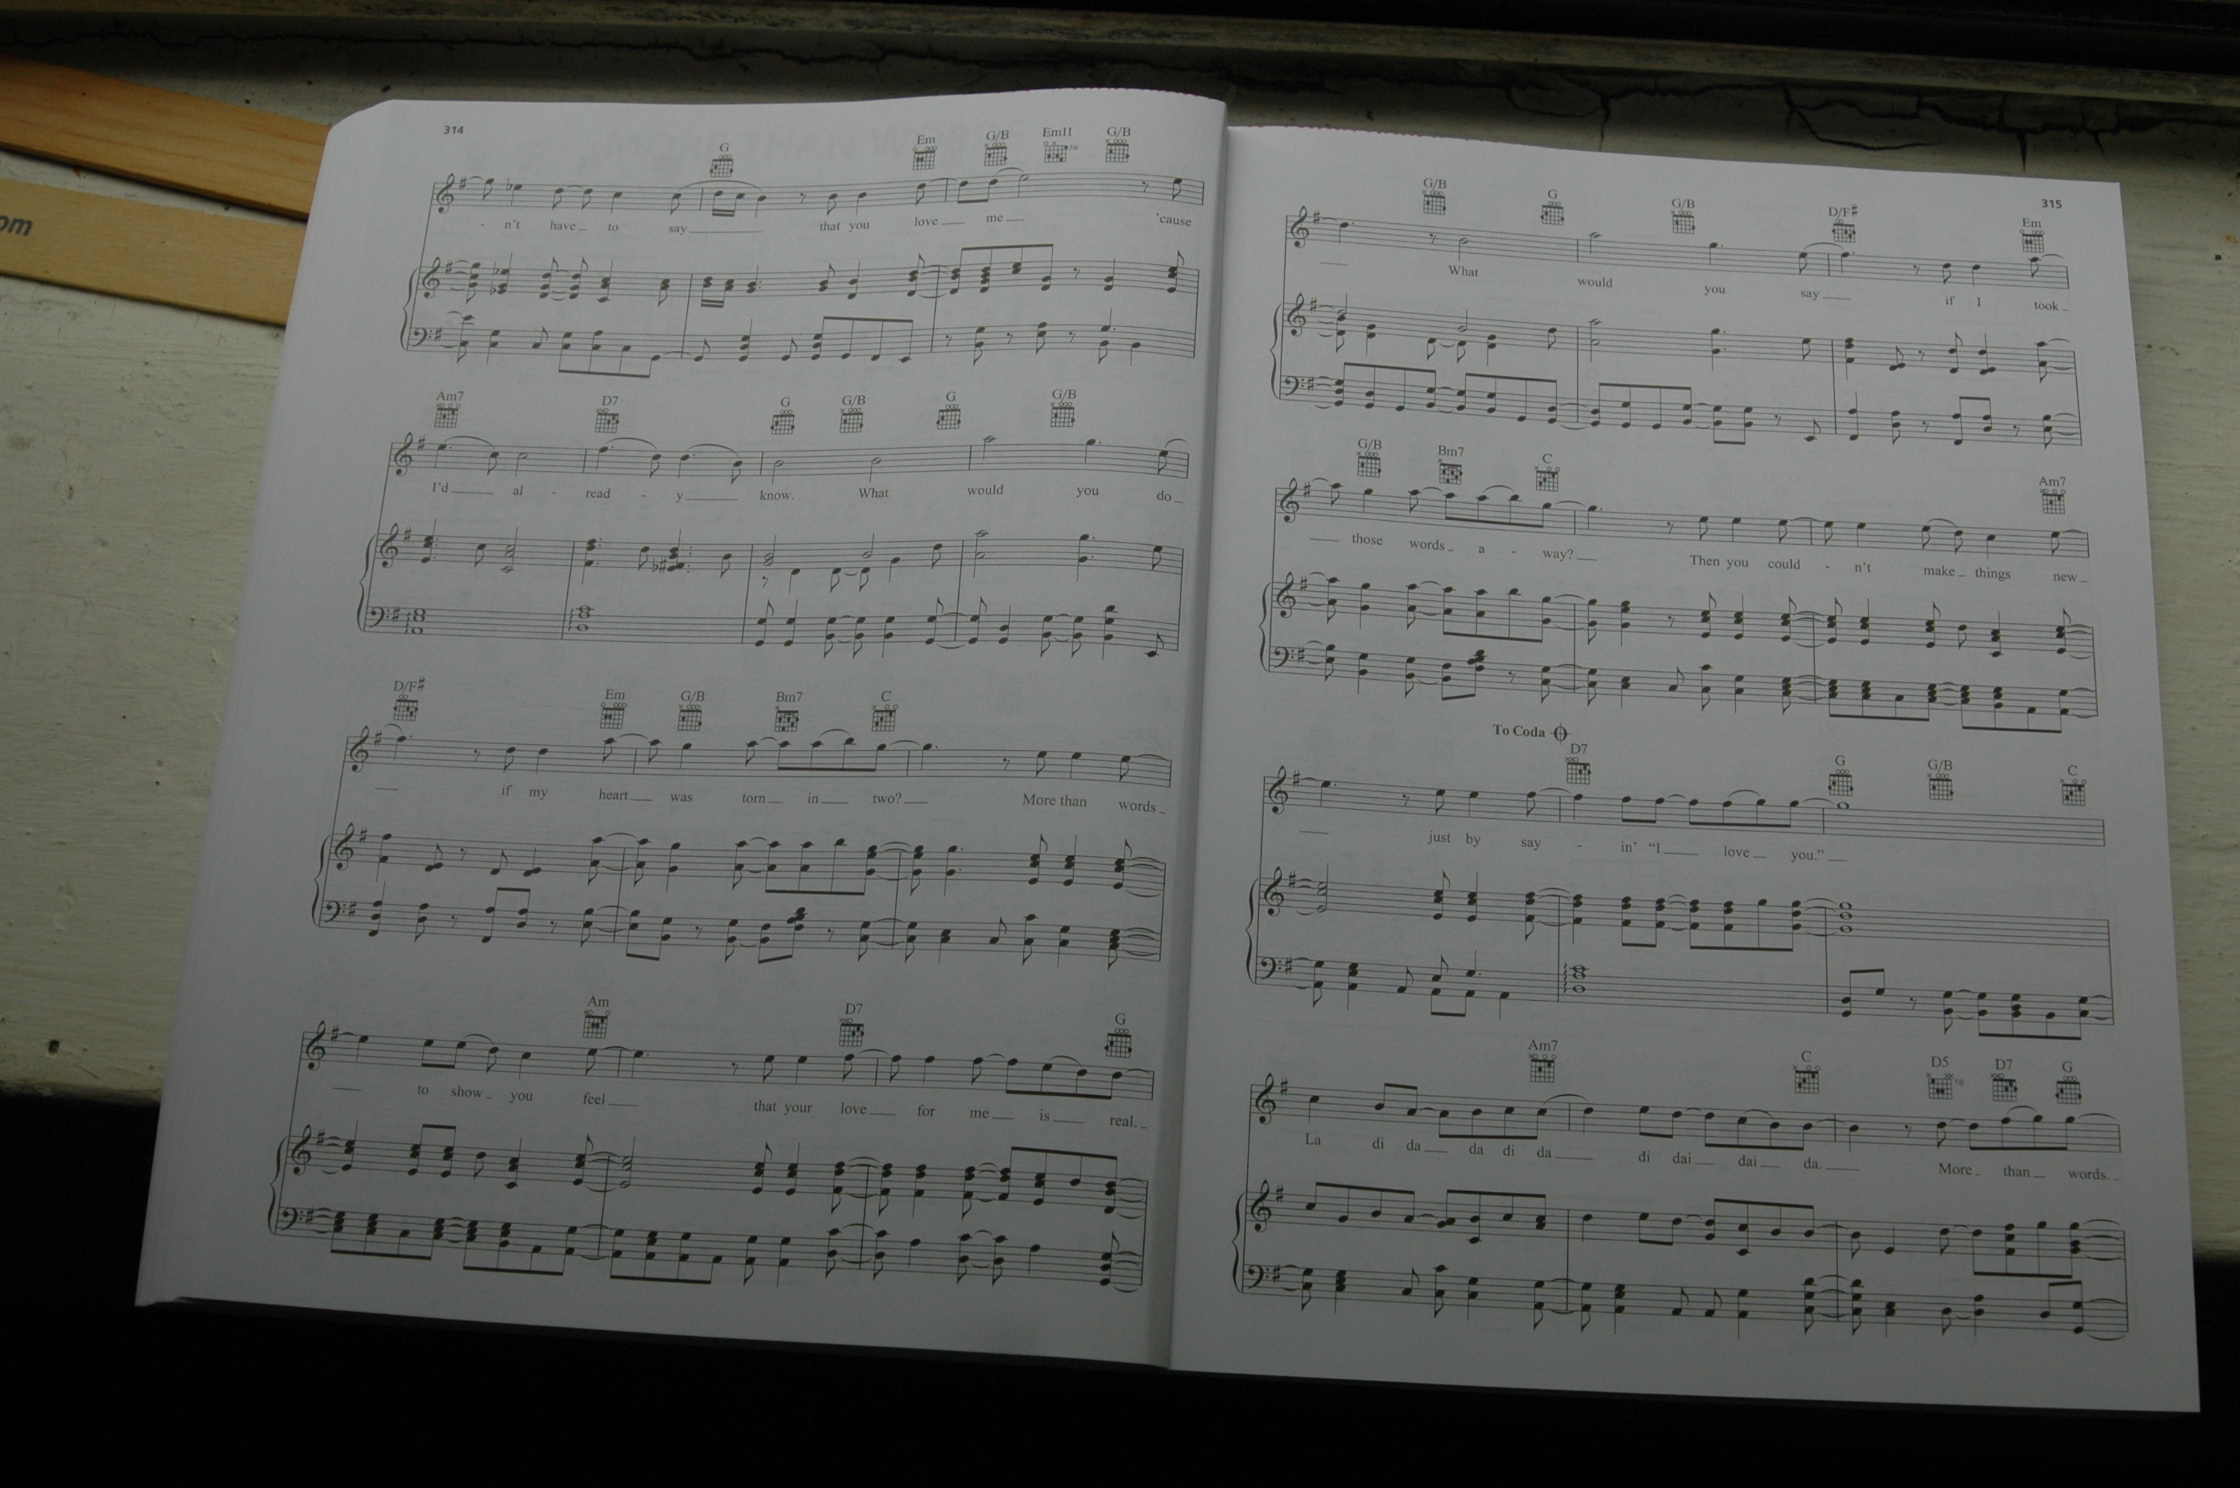 om
314
G Em G/B Em11 G/B
- n't have to say that you love me 'cause
Am7 D7 G G/B G G/B
I'd al - read - y know. What would you do
D/F# Em G/B Bm7 C
if my heart was torn in two? More than words
Am D7 G
to show you feel that your love for me is real.
315
G/B G G/B D/F# Em
What would you say if I took
G/B Bm7 C Am7
those words a - way? Then you could - n't make things new
To Coda
D7 G G/B C
just by say - in' "I love you."
Am7 C D5 D7 G
La di da da di da di dai dai da. More than words.